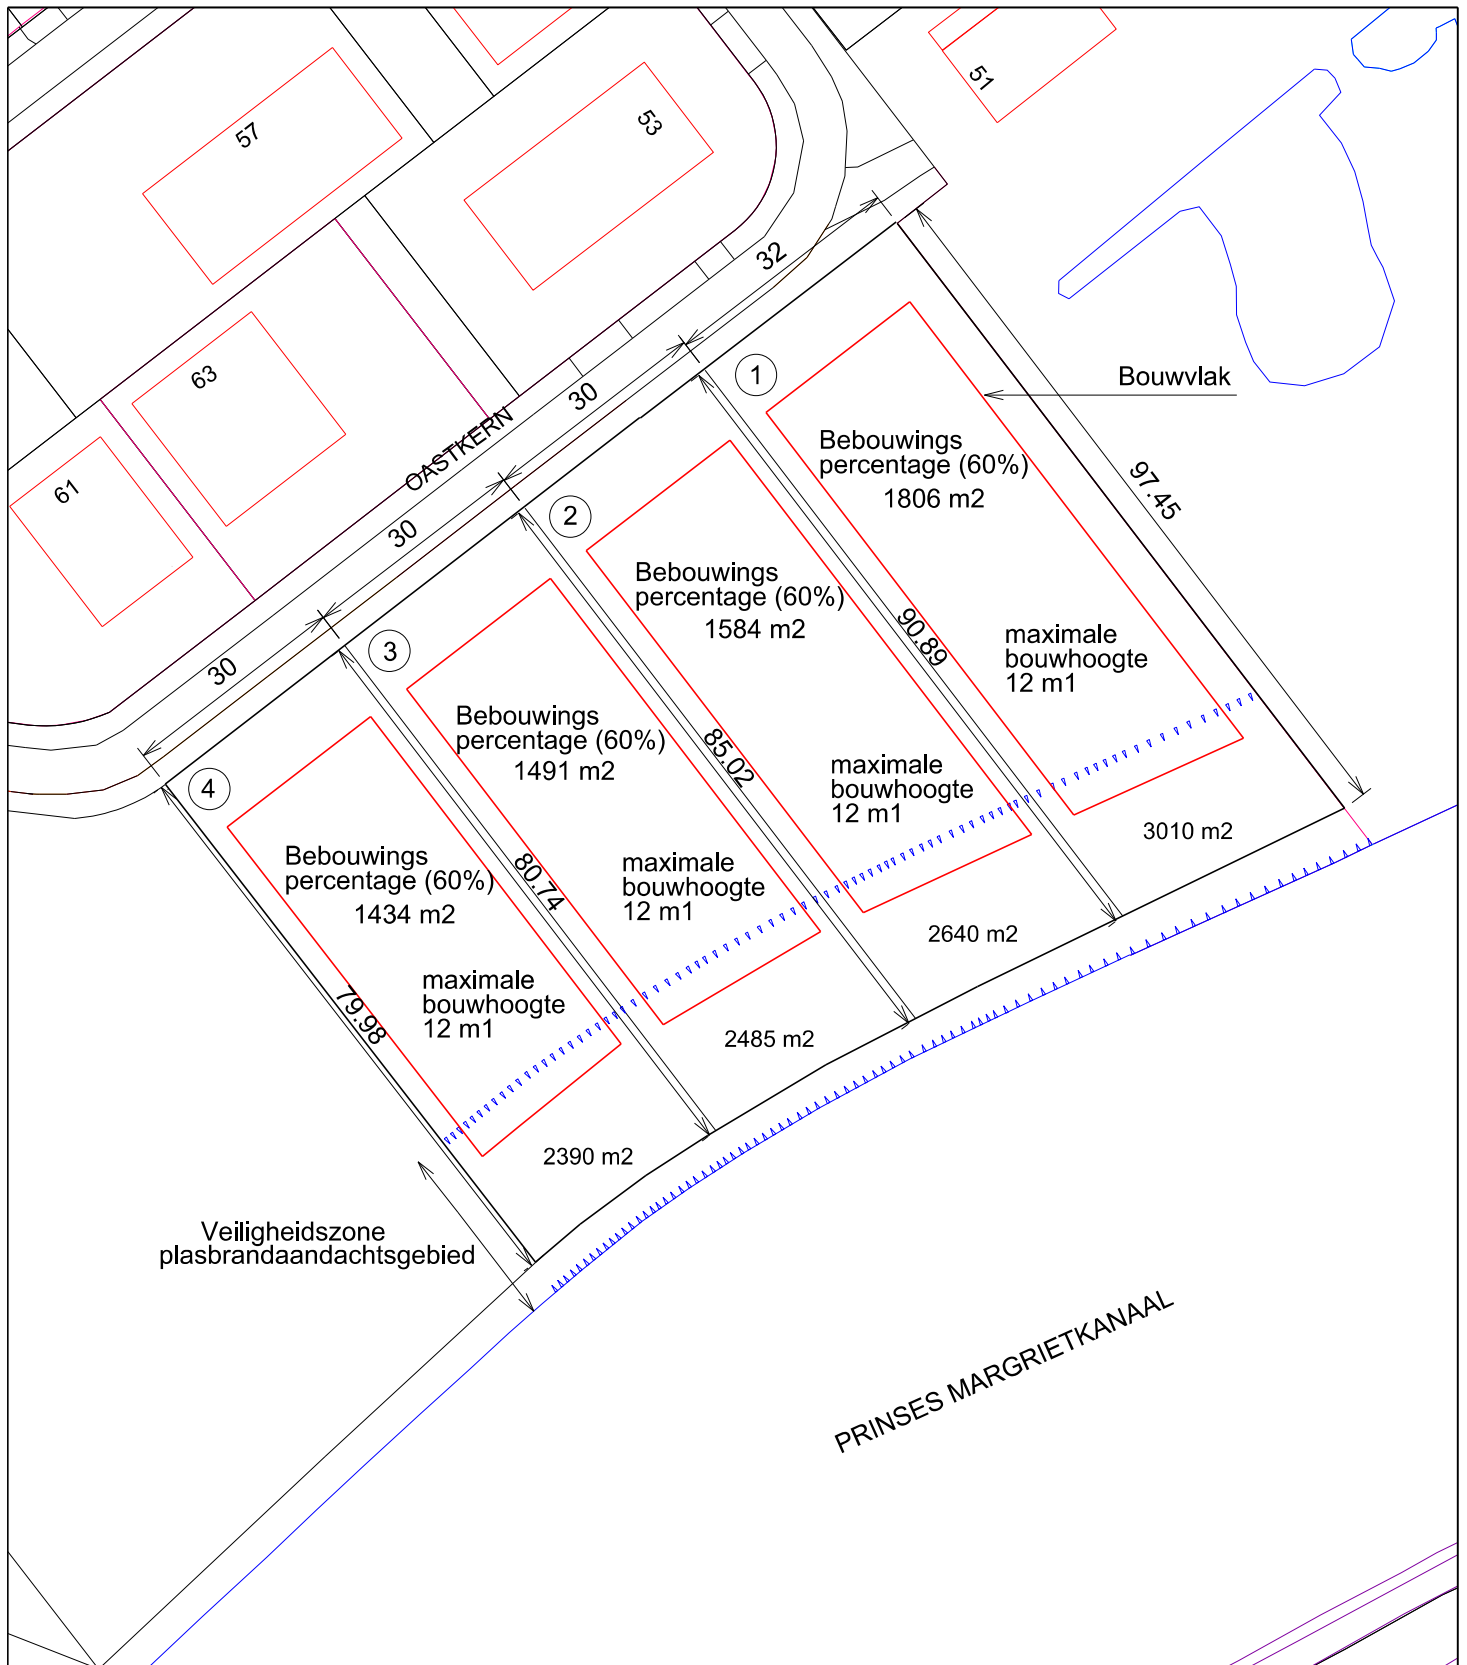 57
53
51
63
61
OASTKERN
32
30
30
30
Bouwvlak
97.45
90.89
85.02
80.74
79.98
1
Bebouwings
percentage (60%)
1806 m2
maximale
bouwhoogte
12 m1
3010 m2
2
Bebouwings
percentage (60%)
1584 m2
maximale
bouwhoogte
12 m1
2640 m2
3
Bebouwings
percentage (60%)
1491 m2
maximale
bouwhoogte
12 m1
2485 m2
4
Bebouwings
percentage (60%)
1434 m2
maximale
bouwhoogte
12 m1
2390 m2
Veiligheidszone
plasbrandaandachtsgebied
PRINSES MARGRIETKANAAL